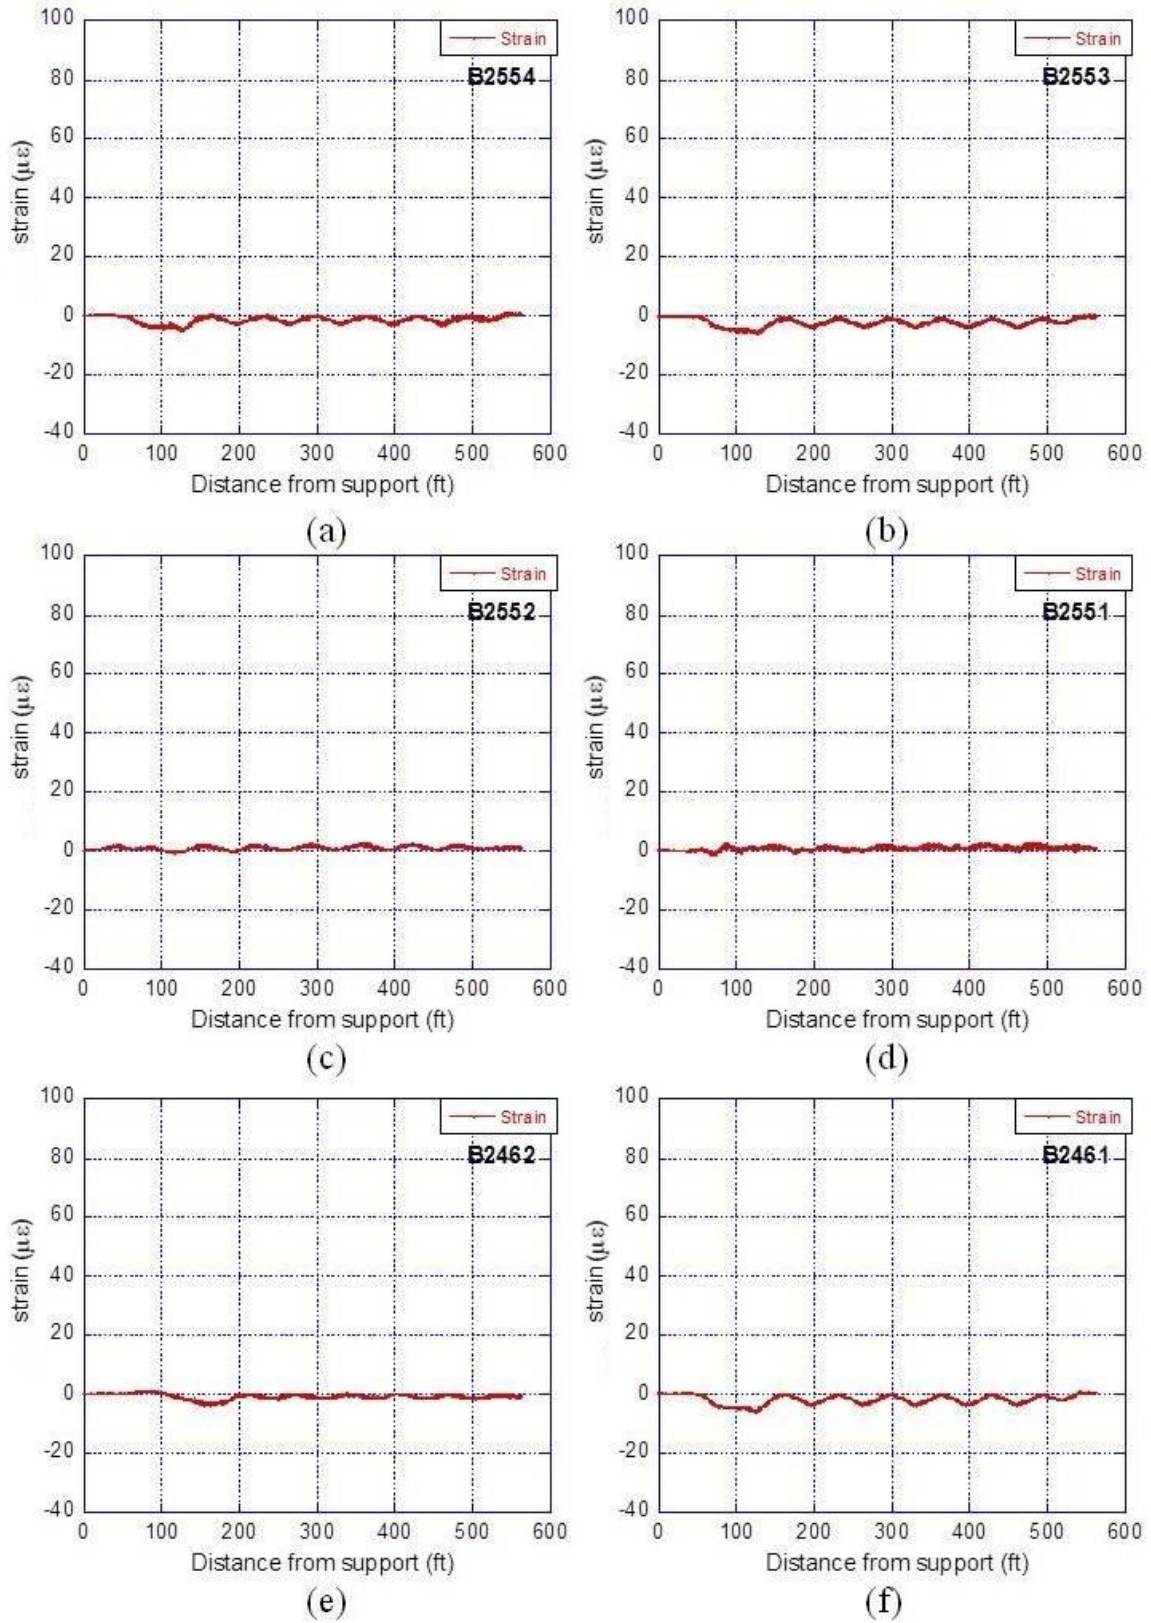 100
80
60
40
20
0
-20
-40
strain (με)
Strain
B2554
0 100 200 300 400 500 600
Distance from support (ft)
(a)
100
80
60
40
20
0
-20
-40
strain (με)
Strain
B2553
0 100 200 300 400 500 600
Distance from support (ft)
(b)
100
80
60
40
20
0
-20
-40
strain (με)
Strain
B2552
0 100 200 300 400 500 600
Distance from support (ft)
(c)
100
80
60
40
20
0
-20
-40
strain (με)
Strain
B2551
0 100 200 300 400 500 600
Distance from support (ft)
(d)
100
80
60
40
20
0
-20
-40
strain (με)
Strain
B2462
0 100 200 300 400 500 600
Distance from support (ft)
(e)
100
80
60
40
20
0
-20
-40
strain (με)
Strain
B2461
0 100 200 300 400 500 600
Distance from support (ft)
(f)